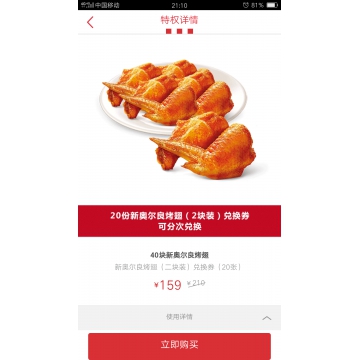 中国移动
21:10
81%
特权详情
20份新奥尔良烤翅（2块装）兑换券
可分次兑换
40块新奥尔良烤翅
新奥尔良烤翅（二块装）兑换券（20张）
¥159 ¥210
使用详情
立即购买